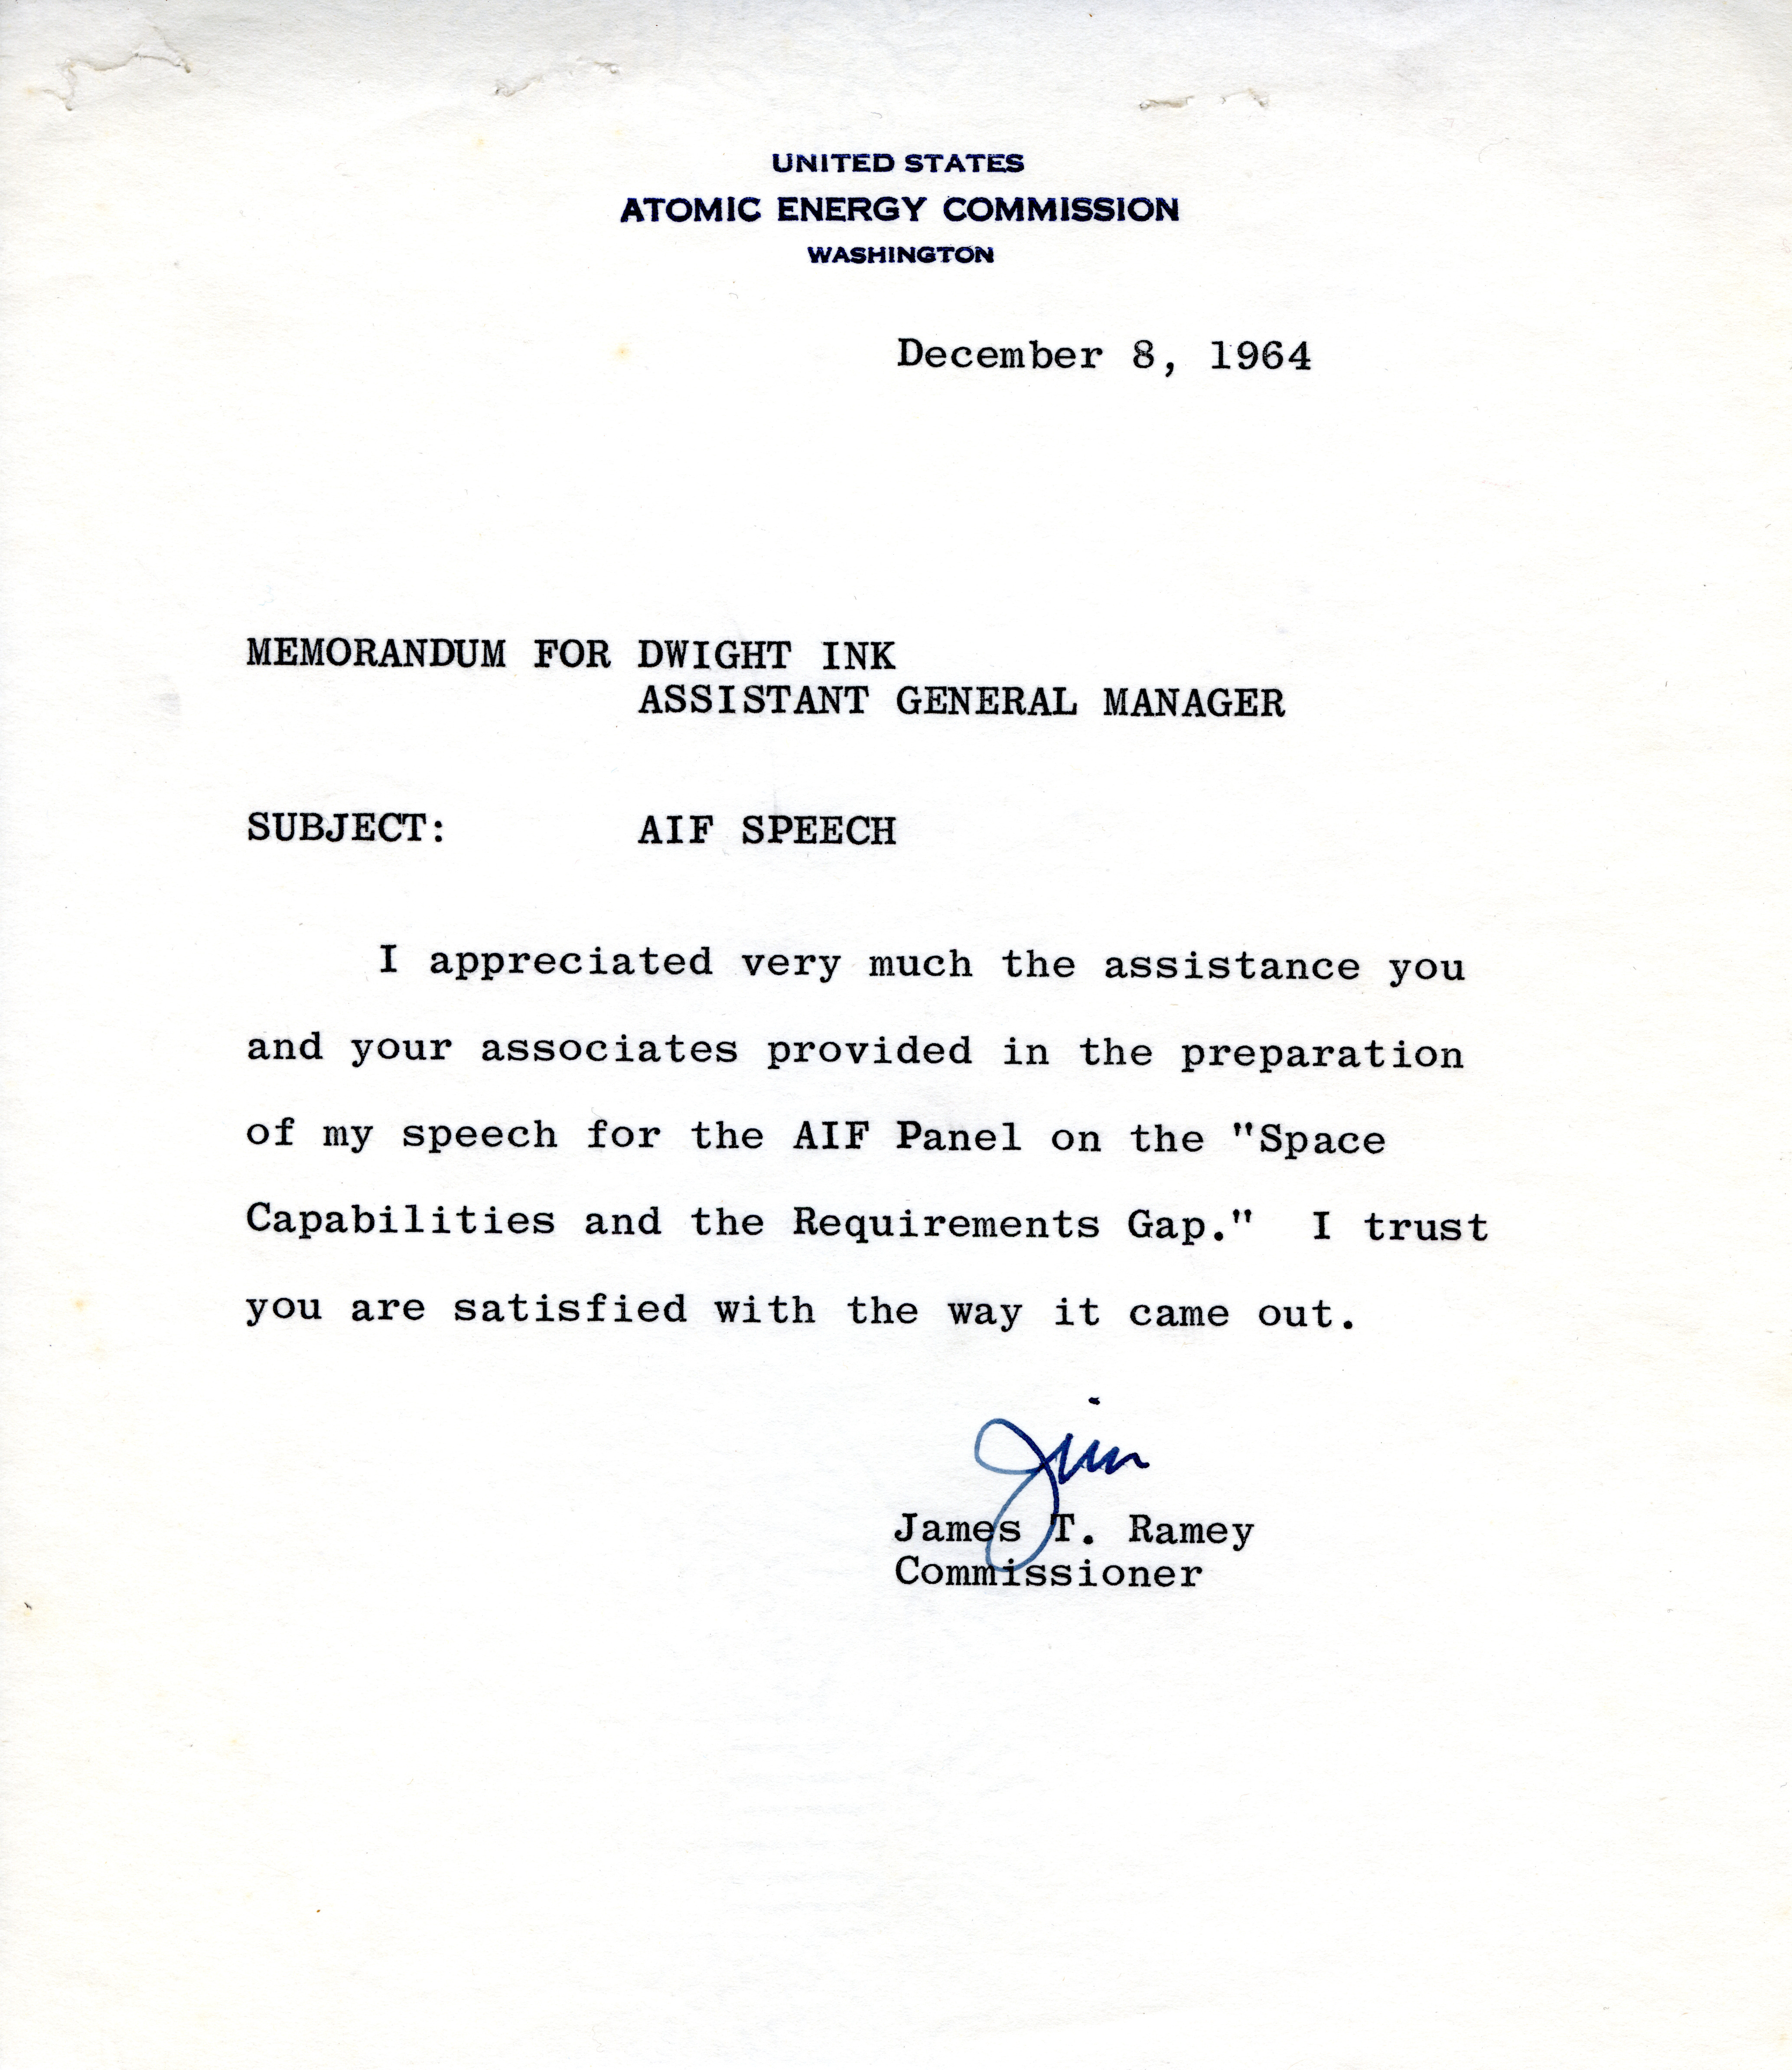 UNITED STATES
ATOMIC ENERGY COMMISSION
WASHINGTON
December 8, 1964
MEMORANDUM FOR DWIGHT INK
ASSISTANT GENERAL MANAGER
SUBJECT: AIF SPEECH
I appreciated very much the assistance you
and your associates provided in the preparation
of my speech for the AIF Panel on the "Space
Capabilities and the Requirements Gap." I trust
you are satisfied with the way it came out.
Jim
James T. Ramey
Commissioner